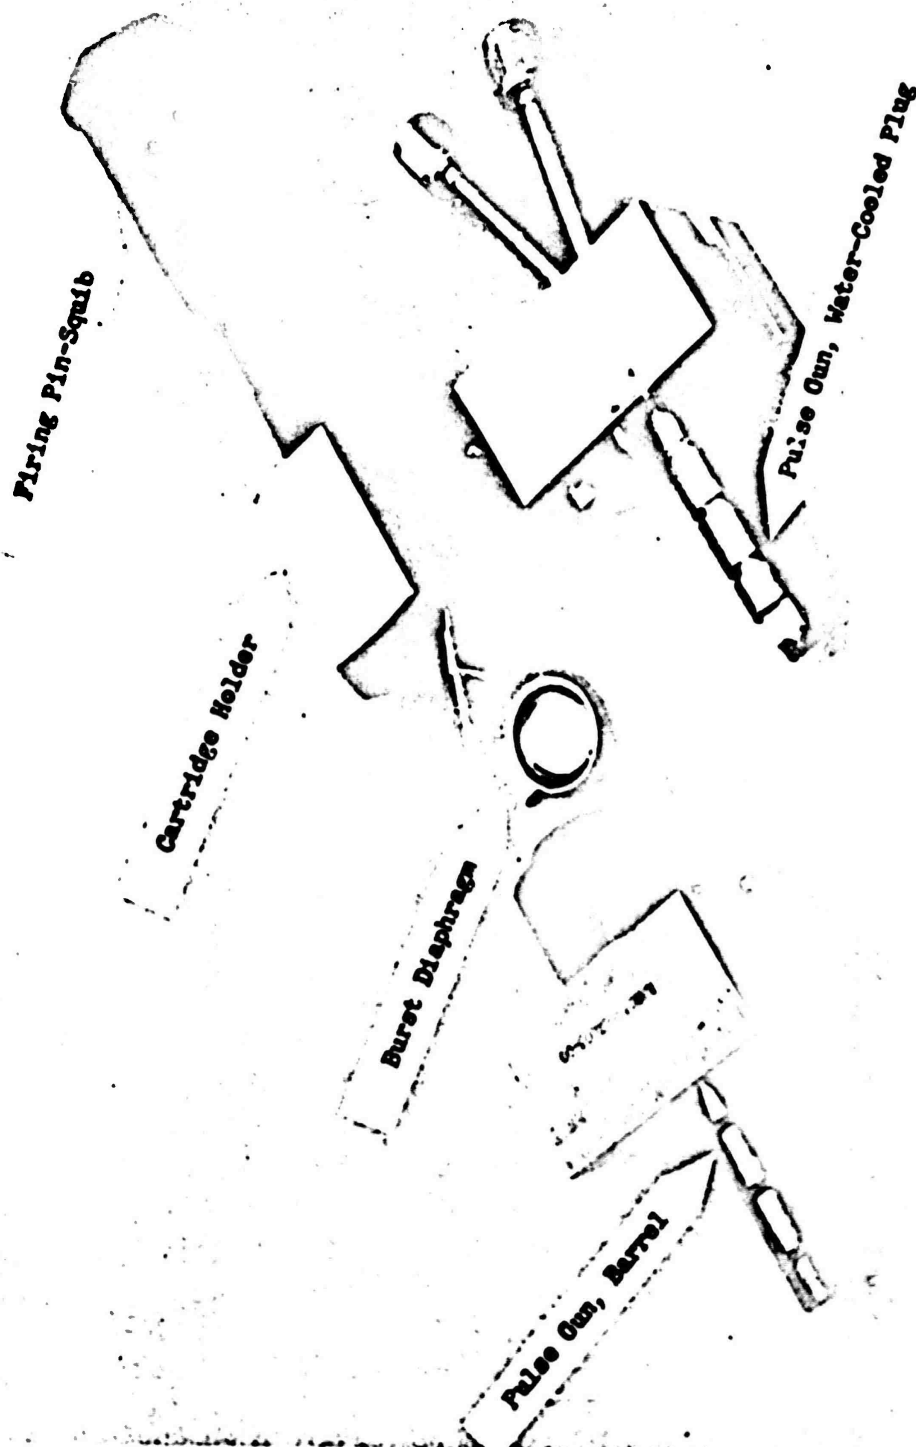 Firing Pin-Squib
Cartridge Holder
Burst Diaphragm
Pulse Gun, Barrel
Pulse Gun, Water-Cooled Plug